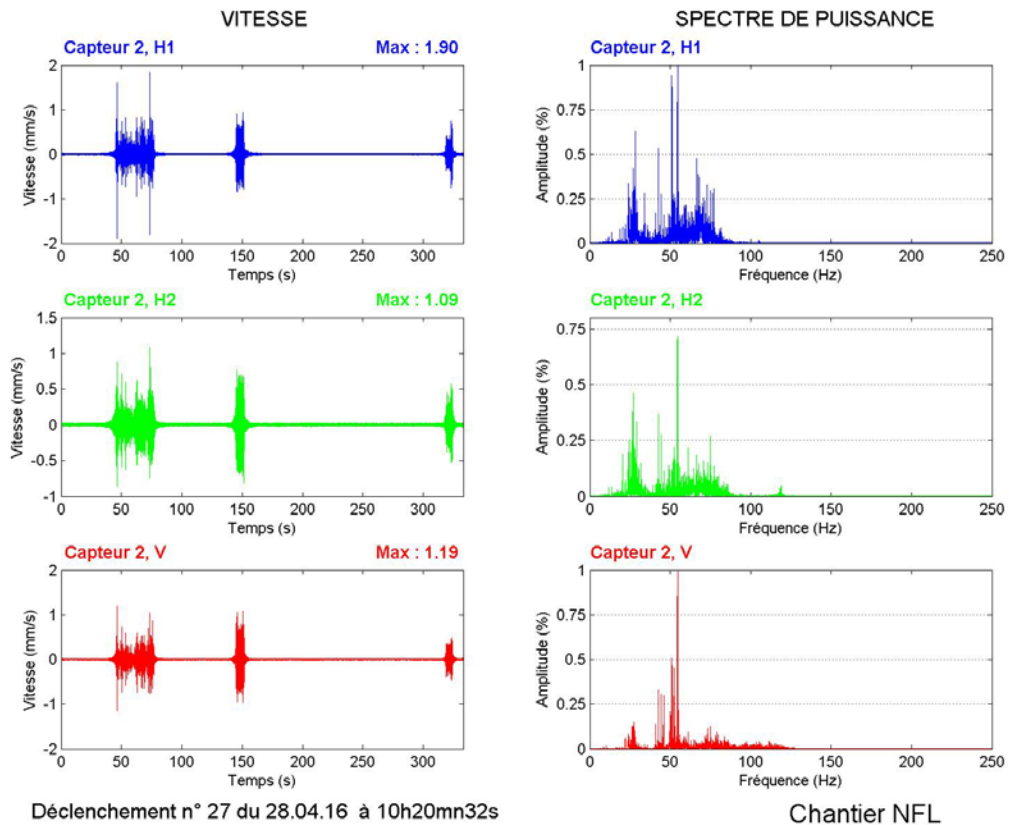 VITESSE
SPECTRE DE PUISSANCE
Capteur 2, H1
Max : 1.90
Vitesse (mm/s)
2
1
0
-1
-2
0
50
100
150
200
250
300
Temps (s)
Capteur 2, H1
Amplitude (%)
1
0.75
0.5
0.25
0
0
50
100
150
200
250
Fréquence (Hz)
Capteur 2, H2
Max : 1.09
Vitesse (mm/s)
1.5
1
0.5
0
-0.5
-1
0
50
100
150
200
250
300
Temps (s)
Capteur 2, H2
Amplitude (%)
0.75
0.5
0.25
0
0
50
100
150
200
250
Fréquence (Hz)
Capteur 2, V
Max : 1.19
Vitesse (mm/s)
2
1
0
-1
-2
0
50
100
150
200
250
300
Temps (s)
Capteur 2, V
Amplitude (%)
1
0.75
0.5
0.25
0
0
50
100
150
200
250
Fréquence (Hz)
Déclenchement n° 27 du 28.04.16 à 10h20mn32s
Chantier NFL